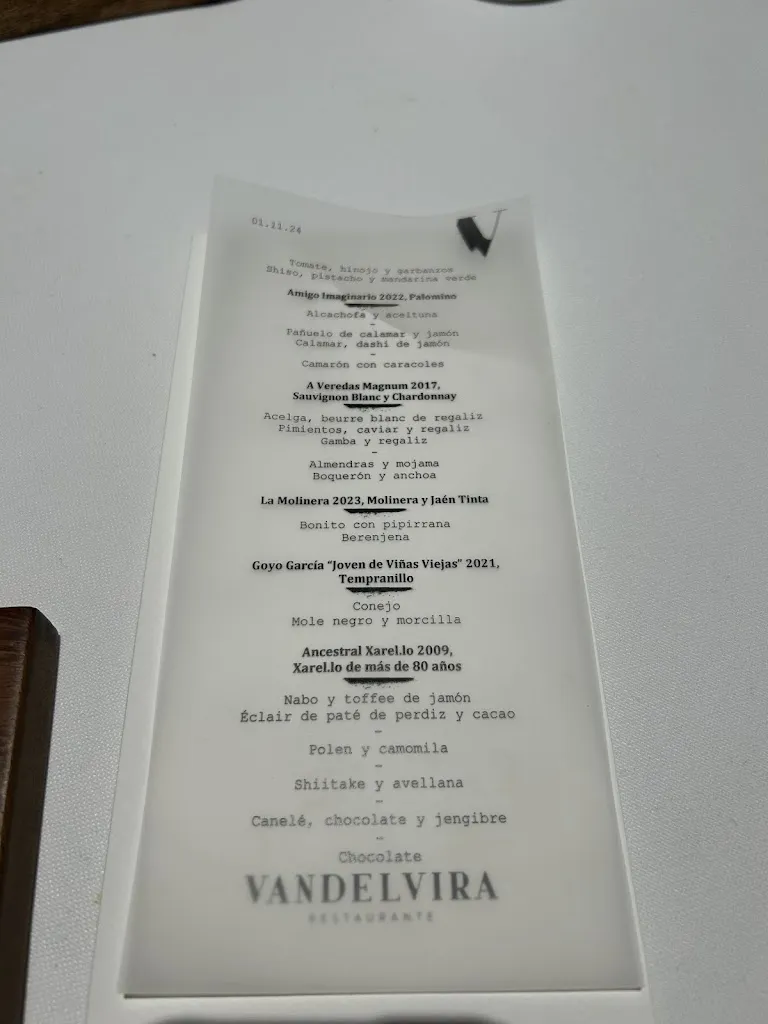 01.11.24
W
Tomate, hinojo y garbanzos
Shiso, pistacho y mandarina verde
Amigo Imaginario 2022, Palomino
Alcachofa y aceituna
-
Pañuelo de calamar y jamón
Calamar, dashi de jamón
-
Camarón con caracoles
A Veredas Magnum 2017,
Sauvignon Blanc y Chardonnay
Acelga, beurre blanc de regaliz
Pimientos, caviar y regaliz
Gamba y regaliz
-
Almendras y mojama
Boquerón y anchoa
La Molinera 2023, Molinera y Jaén Tinta
Bonito con pipirrana
Berenjena
Goyo García “Joven de Viñas Viejas” 2021,
Tempranillo
Conejo
Mole negro y morcilla
Ancestral Xarel.lo 2009,
Xarel.lo de más de 80 años
Nabo y toffee de jamón
Éclair de paté de perdiz y cacao
-
Polen y camomila
-
Shiitake y avellana
-
Canelé, chocolate y jengibre
-
Chocolate
VANDELVIRA
RESTAURANTE